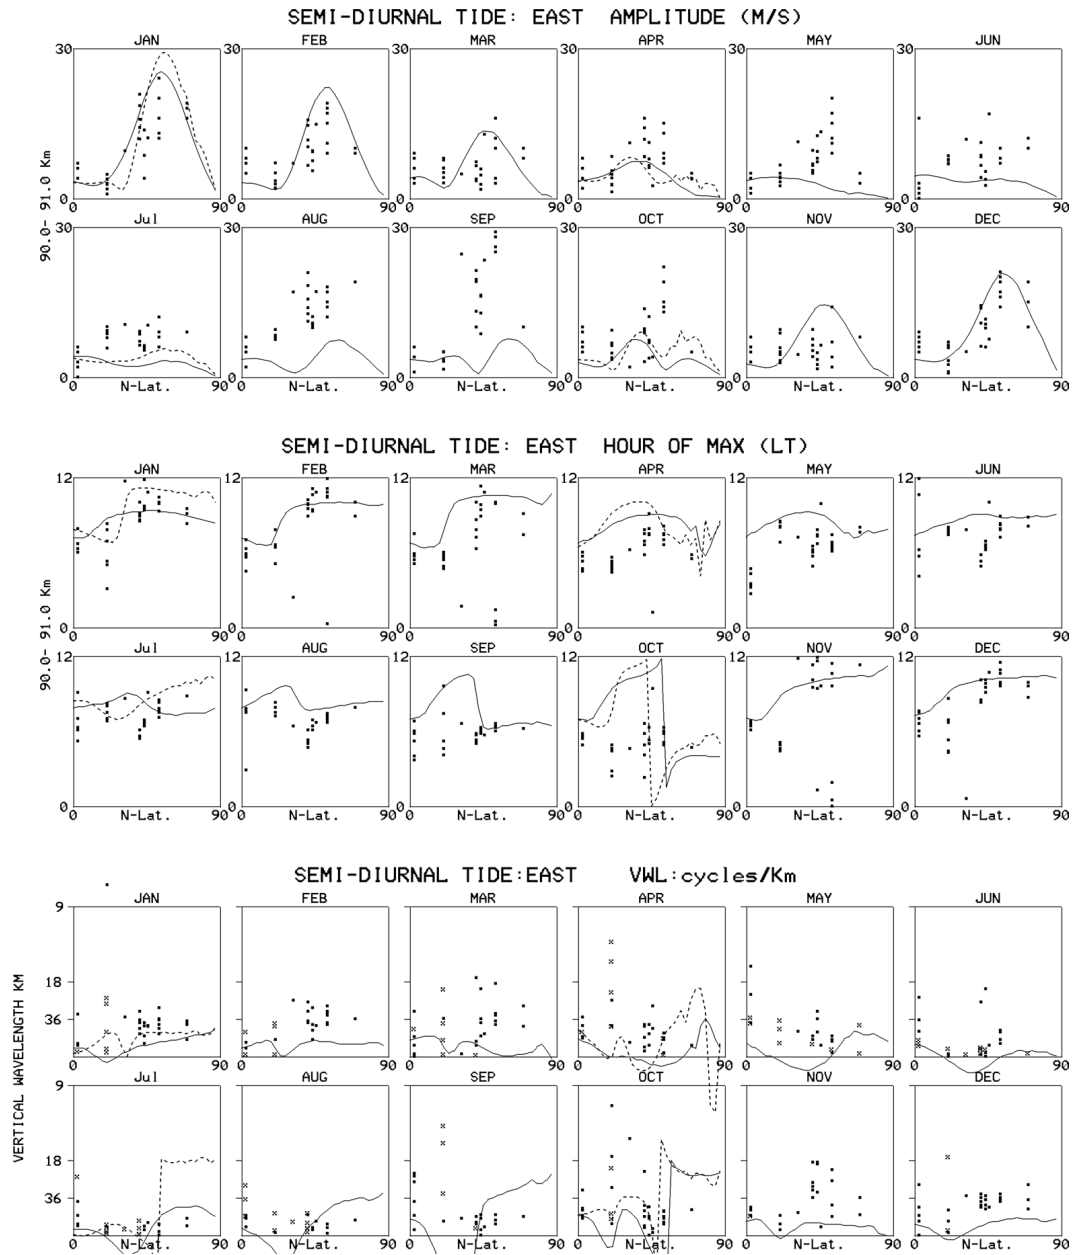 SEMI-DIURNAL TIDE: EAST  AMPLITUDE (M/S)
JAN FEB MAR APR MAY JUN
30 30 30 30 30 30
0 0 0 0 0 0
0 90 0 90 0 90 0 90 0 90 0 90
90.0- 91.0 Km
Jul AUG SEP OCT NOV DEC
30 30 30 30 30 30
0 0 0 0 0 0
0 N-Lat. 90 0 N-Lat. 90 0 N-Lat. 90 0 N-Lat. 90 0 N-Lat. 90 0 N-Lat. 90
SEMI-DIURNAL TIDE: EAST  HOUR OF MAX (LT)
JAN FEB MAR APR MAY JUN
12 12 12 12 12 12
0 0 0 0 0 0
0 90 0 90 0 90 0 90 0 90 0 90
90.0- 91.0 Km
Jul AUG SEP OCT NOV DEC
12 12 12 12 12 12
0 0 0 0 0 0
0 N-Lat. 90 0 N-Lat. 90 0 N-Lat. 90 0 N-Lat. 90 0 N-Lat. 90 0 N-Lat. 90
SEMI-DIURNAL TIDE:EAST    VWL:cycles/Km
JAN FEB MAR APR MAY JUN
9
18
36
0 90 0 90 0 90 0 90 0 90 0 90
VERTICAL WAVELENGTH KM
Jul AUG SEP OCT NOV DEC
9
18
36
0 N-Lat. 90 0 N-Lat. 90 0 N-Lat. 90 0 N-Lat. 90 0 N-Lat. 90 0 N-Lat. 90